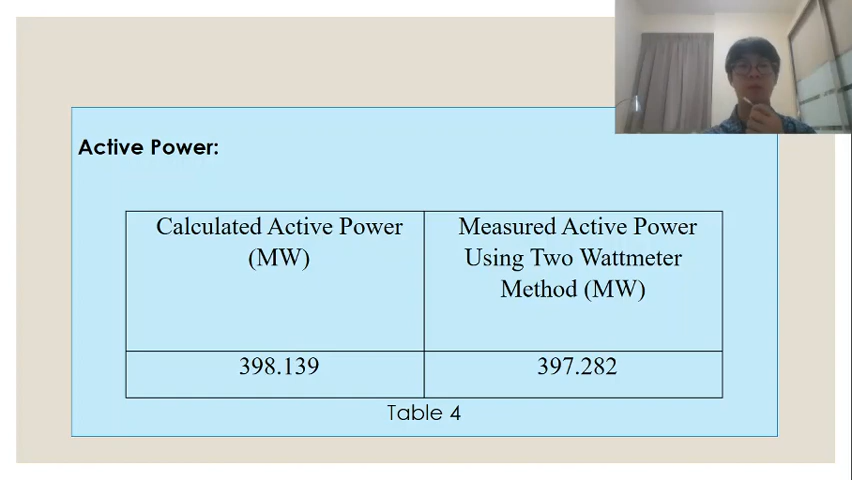 Active Power:
Calculated Active Power
(MW)
Measured Active Power
Using Two Wattmeter
Method (MW)
398.139
397.282
Table 4